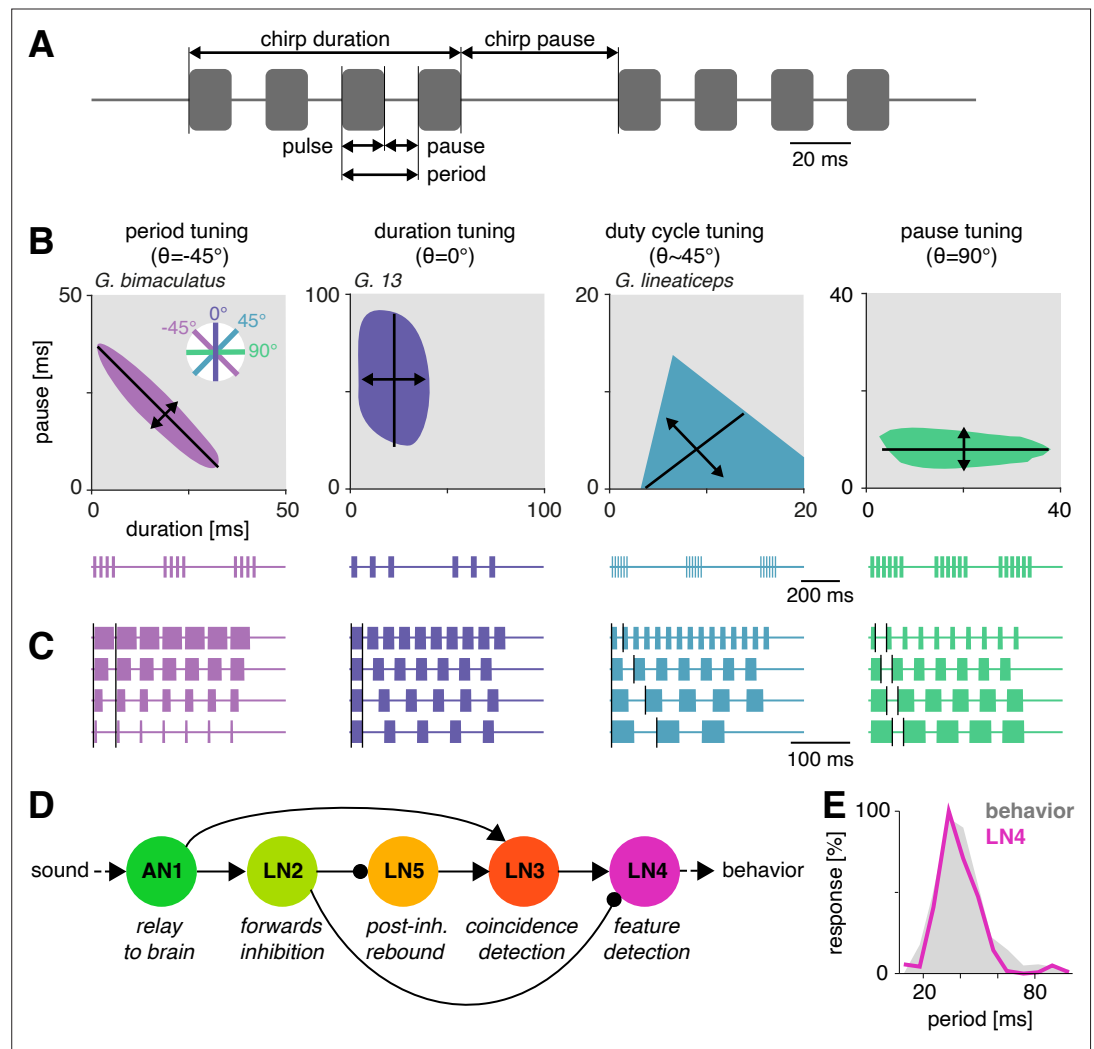 A
chirp duration
chirp pause
pulse
pause
period
20 ms
B
period tuning
(θ=-45°)
duration tuning
(θ=0°)
duty cycle tuning
(θ~45°)
pause tuning
(θ=90°)
G. bimaculatus
G. 13
G. lineaticeps
50
0°
-45°
45°
90°
pause [ms]
0
0
50
duration [ms]
100
0
0
100
20
0
0
20
40
0
0
40
200 ms
C
100 ms
D
sound
AN1
LN2
LN5
LN3
LN4
behavior
relay
to brain
forwards
inhibition
post-inh.
rebound
coincidence
detection
feature
detection
E
100
behavior
LN4
response [%]
0
20
80
period [ms]